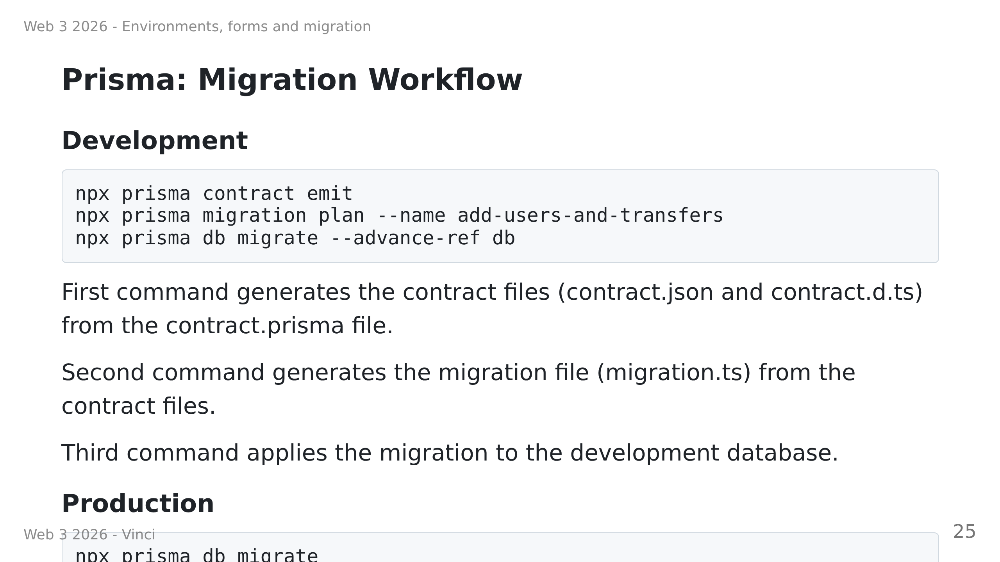 Web 3 2026 - Environments, forms and migration
Prisma: Migration Workflow
Development
npx prisma contract emit
npx prisma migration plan --name add-users-and-transfers
npx prisma db migrate --advance-ref db
First command generates the contract files (contract.json and contract.d.ts)
from the contract.prisma file.
Second command generates the migration file (migration.ts) from the
contract files.
Third command applies the migration to the development database.
Production
npx prisma db migrate
Web 3 2026 - Vinci
25